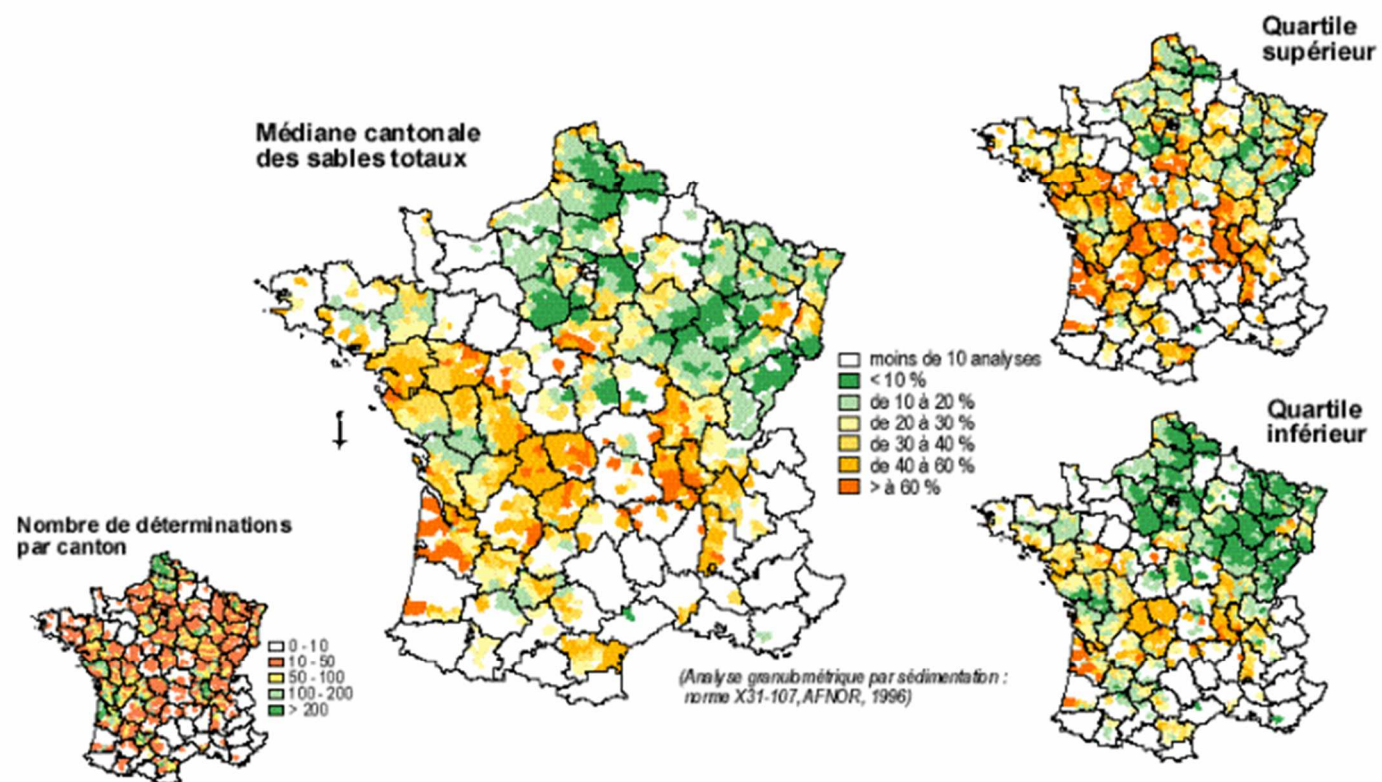 Quartile
supérieur
Médiane cantonale
des sables totaux
moins de 10 analyses
< 10 %
de 10 à 20 %
de 20 à 30 %
de 30 à 40 %
de 40 à 60 %
> à 60 %
Quartile
inférieur
Nombre de déterminations
par canton
0 - 10
10 - 50
50 - 100
100 - 200
> 200
(Analyse granulométrique par sédimentation :
norme X31-107, AFNOR, 1996)